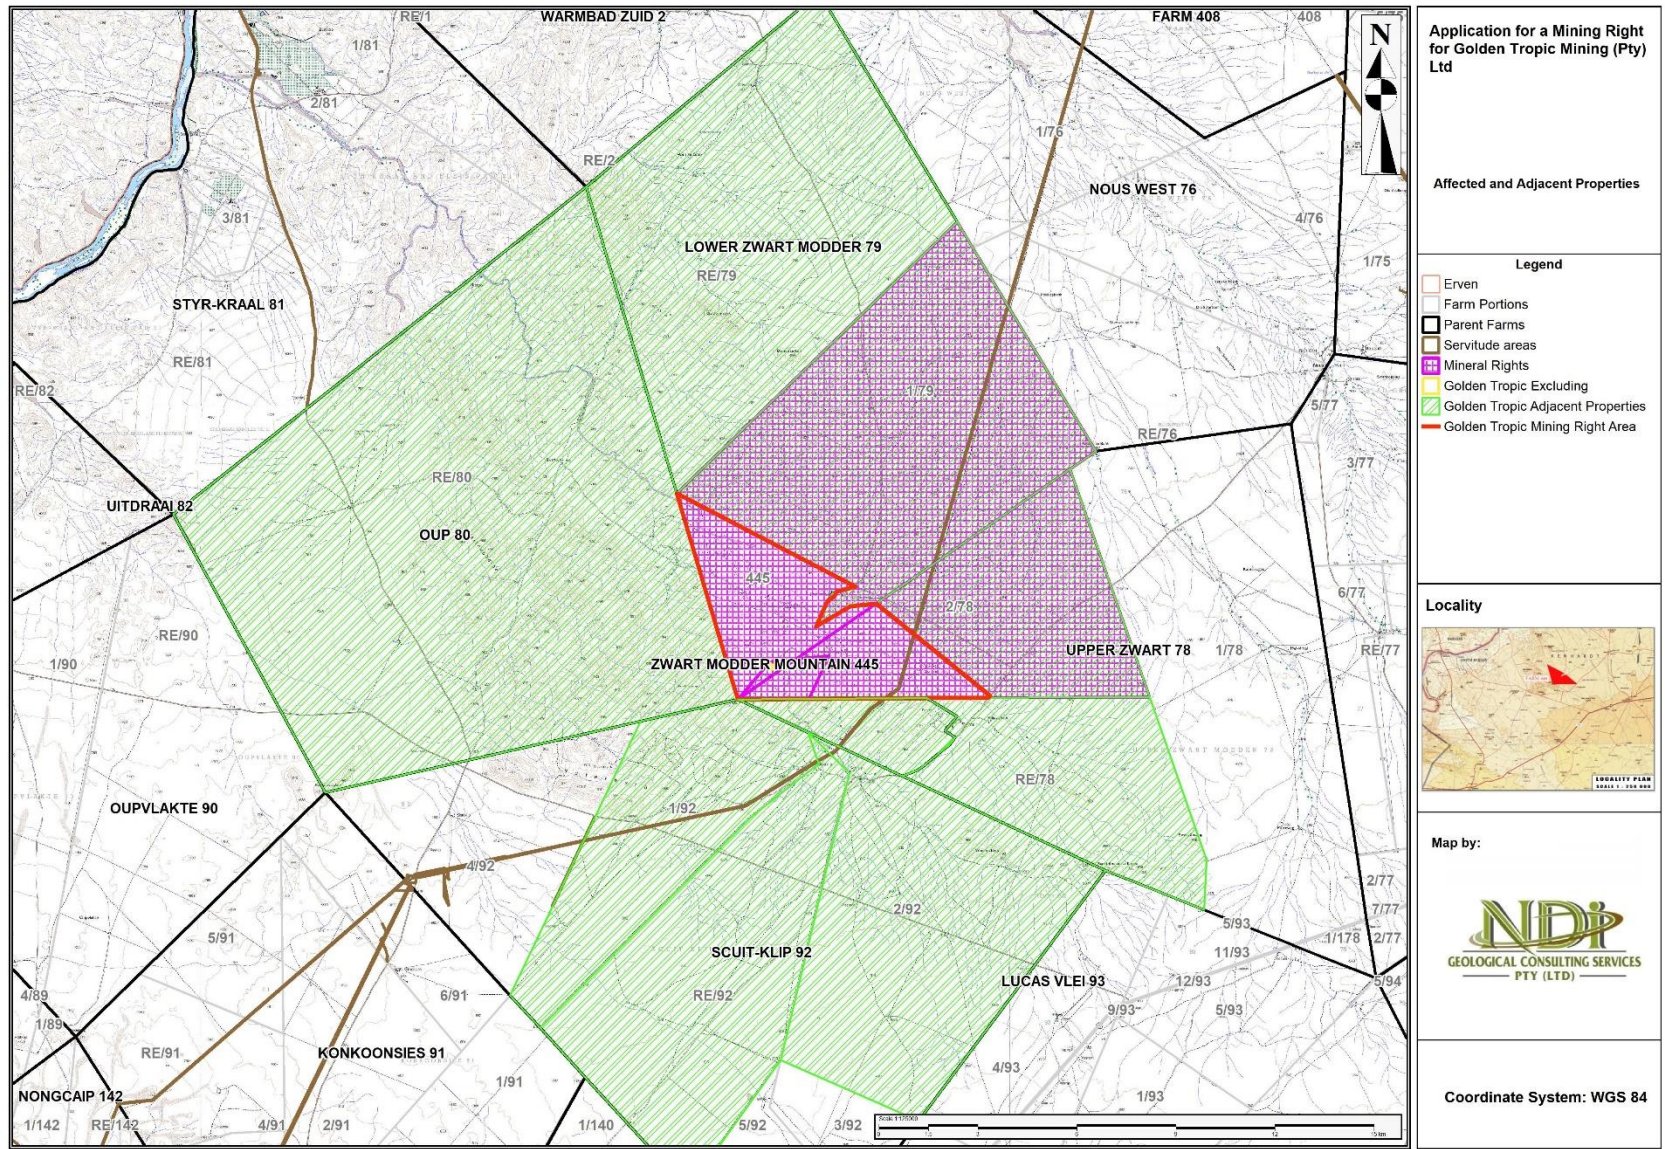 RE/1
WARMBAD ZUID 2
FARM 408
408
1/81
2/81
1/76
RE/2
NOUS WEST 76
3/81
4/76
LOWER ZWART MODDER 79
RE/79
1/75
STYR-KRAAL 81
RE/81
RE/82
1/79
5/77
RE/76
3/77
RE/80
UITDRAAI 82
OUP 80
445
2/78
6/77
RE/90
1/90
ZWART MODDER MOUNTAIN 445
UPPER ZWART 78
1/78
RE/77
RE/78
OUPVLAKTE 90
1/92
4/92
2/77
2/92
7/77
5/93
1/178
2/77
5/91
11/93
SCUIT-KLIP 92
LUCAS VLEI 93
12/93
5/94
4/89
6/91
RE/92
9/93
5/93
1/89
RE/91
KONKOONSIES 91
4/93
1/91
NONGCAIP 142
1/93
1/142
RE/142
4/91
2/91
1/140
5/92
3/92
Scale 1:125000
N
Application for a Mining Right
for Golden Tropic Mining (Pty)
Ltd
Affected and Adjacent Properties
Legend
Erven
Farm Portions
Parent Farms
Servitude areas
Mineral Rights
Golden Tropic Excluding
Golden Tropic Adjacent Properties
Golden Tropic Mining Right Area
Locality
LOCALITY PLAN
SCALE 1 : 250 000
Map by:
NDi
GEOLOGICAL CONSULTING SERVICES
PTY (LTD)
Coordinate System: WGS 84